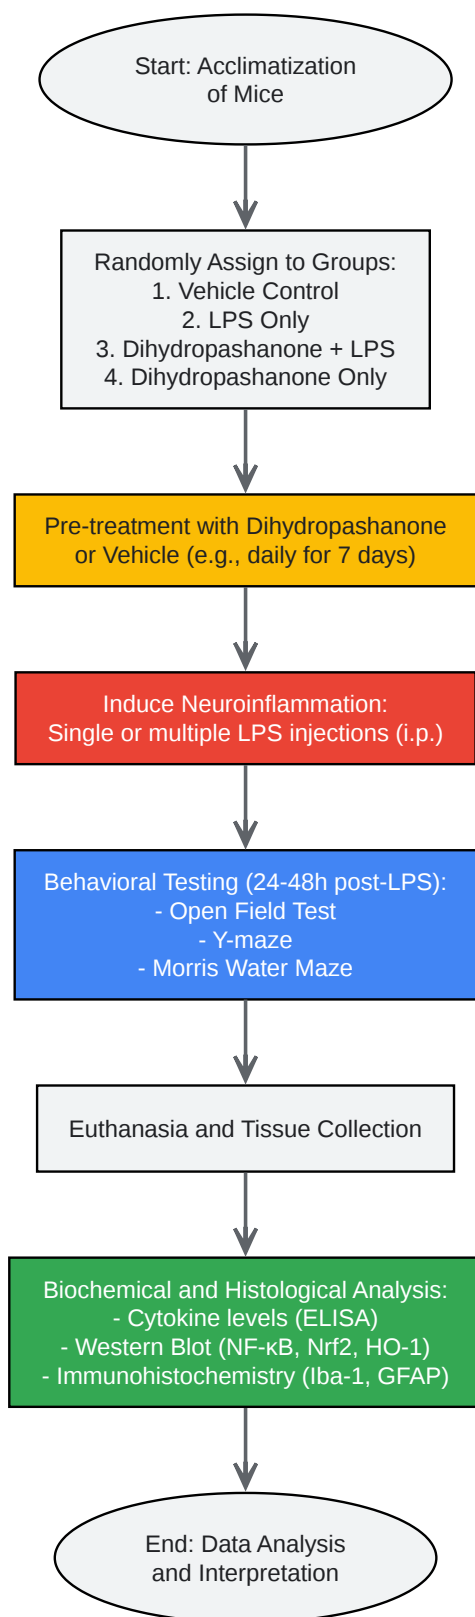 Start: Acclimatization
of Mice
Randomly Assign to Groups:
1. Vehicle Control
2. LPS Only
3. Dihydropashanone + LPS
4. Dihydropashanone Only
Pre-treatment with Dihydropashanone
or Vehicle (e.g., daily for 7 days)
Induce Neuroinflammation:
Single or multiple LPS injections (i.p.)
Behavioral Testing (24-48h post-LPS):
- Open Field Test
- Y-maze
- Morris Water Maze
Euthanasia and Tissue Collection
Biochemical and Histological Analysis:
- Cytokine levels (ELISA)
- Western Blot (NF-κB, Nrf2, HO-1)
- Immunohistochemistry (Iba-1, GFAP)
End: Data Analysis
and Interpretation